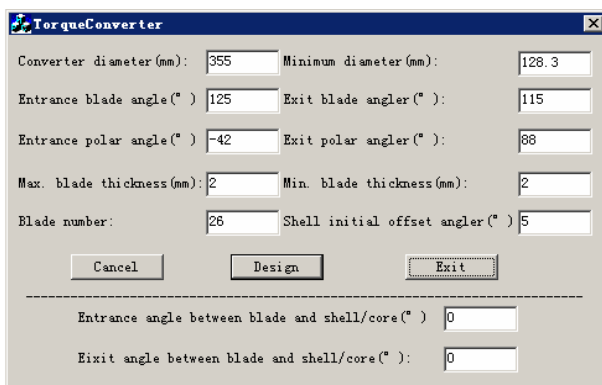 TorqueConverter
Converter diameter(mm): 355 Minimum diameter(mm): 128.3
Entrance blade angle(° ) 125 Exit blade angler(° ): 115
Entrance polar angle(° ) -42 Exit polar angler(° ): 88
Max. blade thickness(mm): 2 Min. blade thickness(mm): 2
Blade number: 26 Shell initial offset angler(° ) 5
Cancel Design Exit
Entrance angle between blade and shell/core(° ) 0
Eixit angle between blade and shell/core(° ): 0